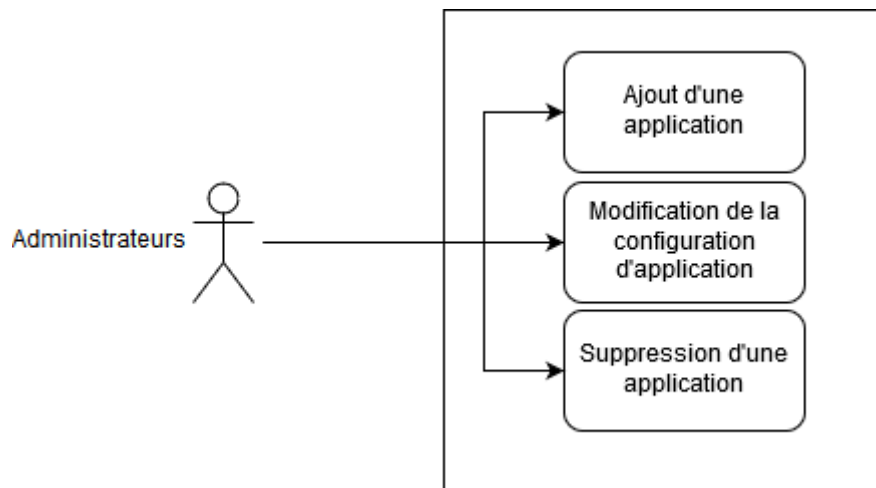 Ajout d'une
application
Administrateurs
Modification de la
configuration
d'application
Suppression d'une
application